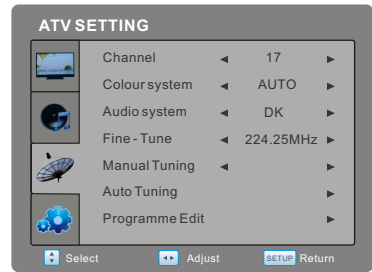 ATV SETTING
Channel 17
Colour system AUTO
Audio system DK
Fine - Tune 224.25MHz
Manual Tuning
Auto Tuning
Programme Edit
Select Adjust SETUP Return